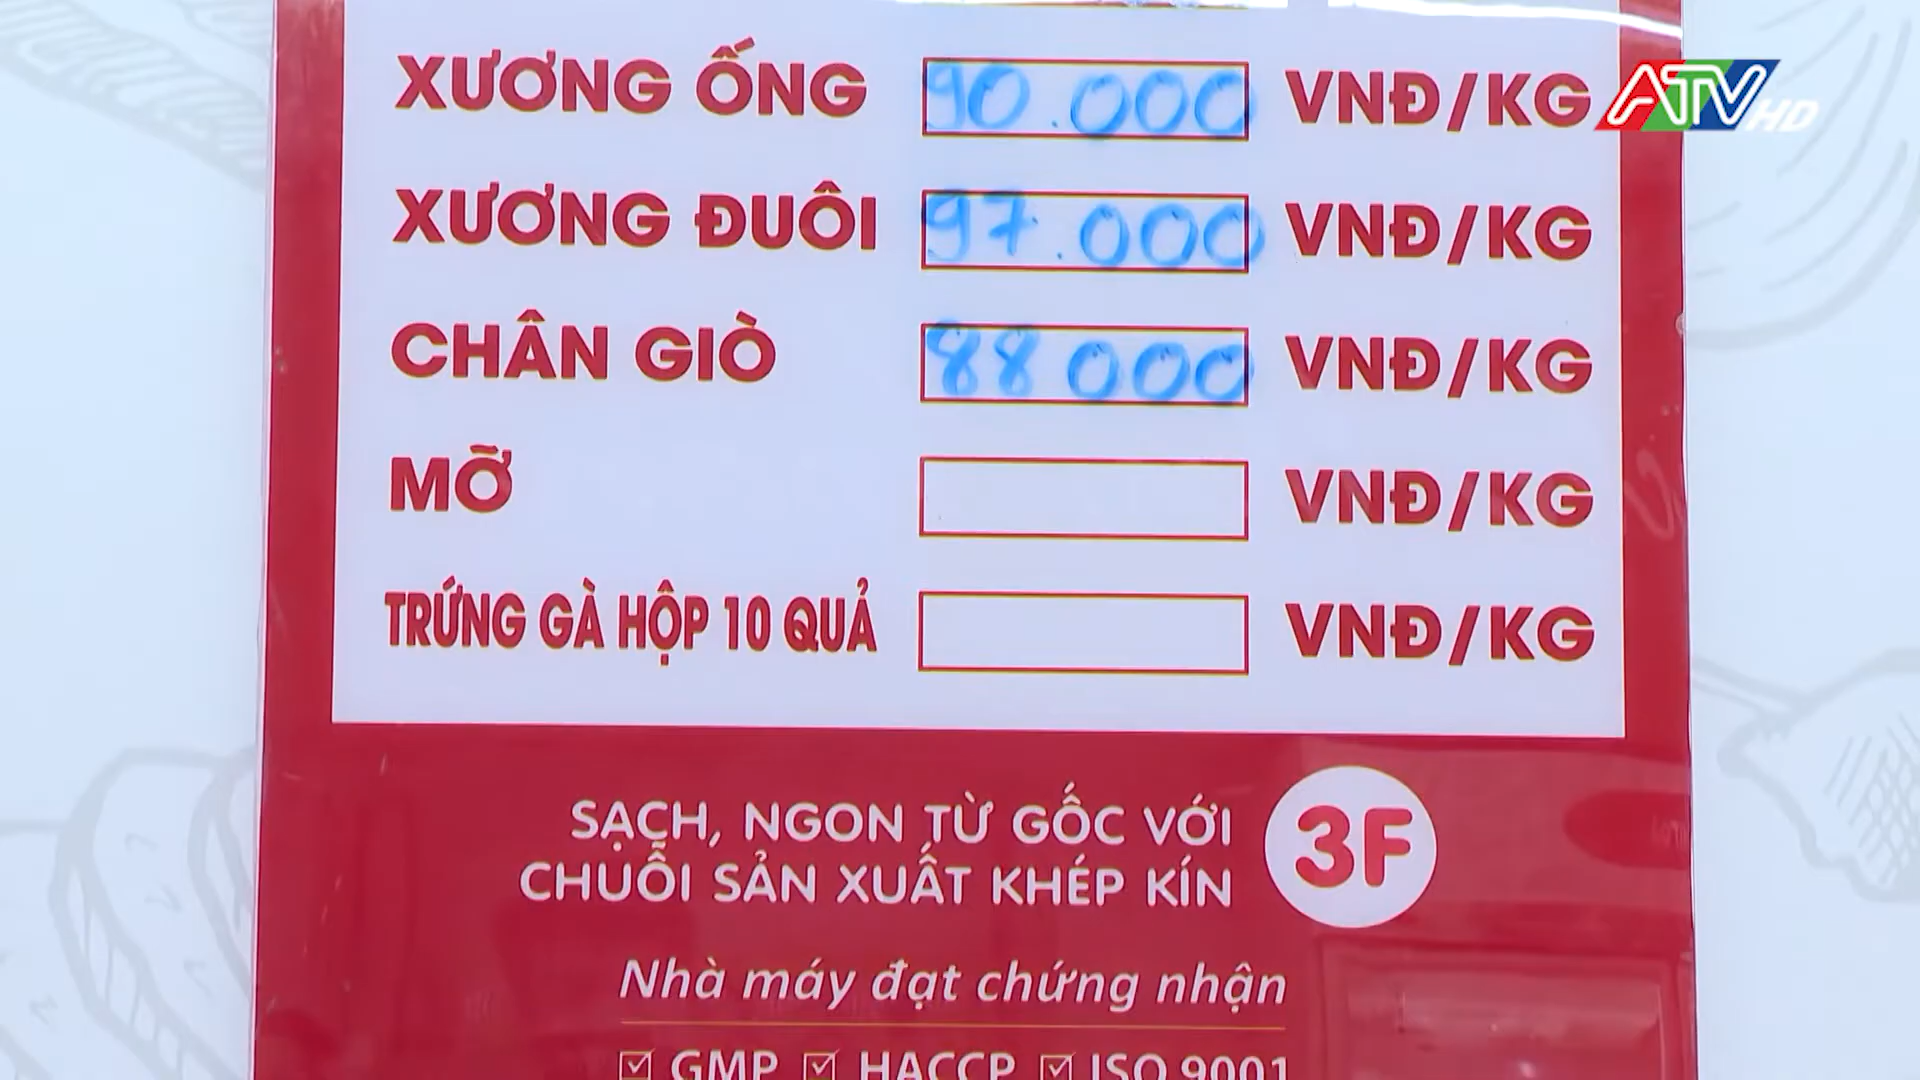 XƯƠNG ỐNG 90.000 VNĐ/KG
ATV HD
XƯƠNG ĐUÔI 97.000 VNĐ/KG
CHÂN GIÒ 88 000 VNĐ/KG
MỠ VNĐ/KG
TRỨNG GÀ HỘP 10 QUẢ VNĐ/KG
SẠCH, NGON TỪ GỐC VỚI
CHUỖI SẢN XUẤT KHÉP KÍN
3F
Nhà máy đạt chứng nhận
GMP HACCP ISO 9001